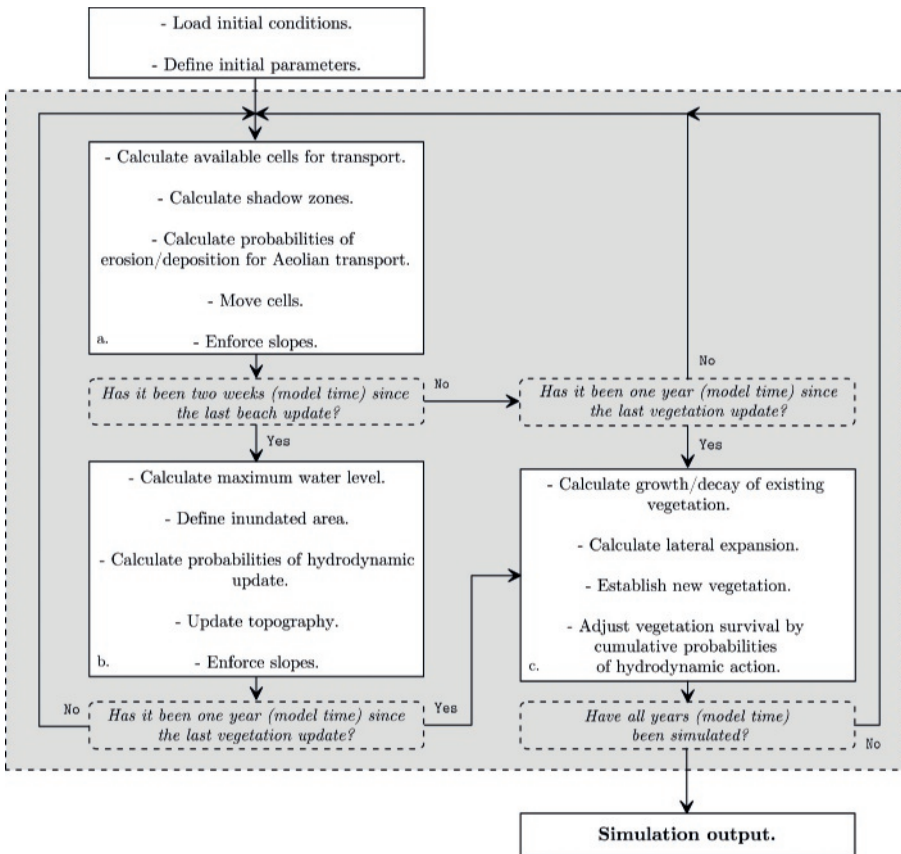 - Load initial conditions.
- Define initial parameters.
- Calculate available cells for transport.
- Calculate shadow zones.
- Calculate probabilities of
erosion/deposition for Aeolian transport.
- Move cells.
a.
- Enforce slopes.
Has it been two weeks (model time) since
the last beach update?
No
Yes
Has it been one year (model time) since
the last vegetation update?
No
Yes
- Calculate maximum water level.
- Define inundated area.
- Calculate probabilities of hydrodynamic
update.
- Update topography.
b.
- Enforce slopes.
No
Has it been one year (model time) since
the last vegetation update?
Yes
- Calculate growth/decay of existing
vegetation.
- Calculate lateral expansion.
- Establish new vegetation.
- Adjust vegetation survival by
cumulative probabilities
c.
of hydrodynamic action.
Have all years (model time)
been simulated?
No
Simulation output.